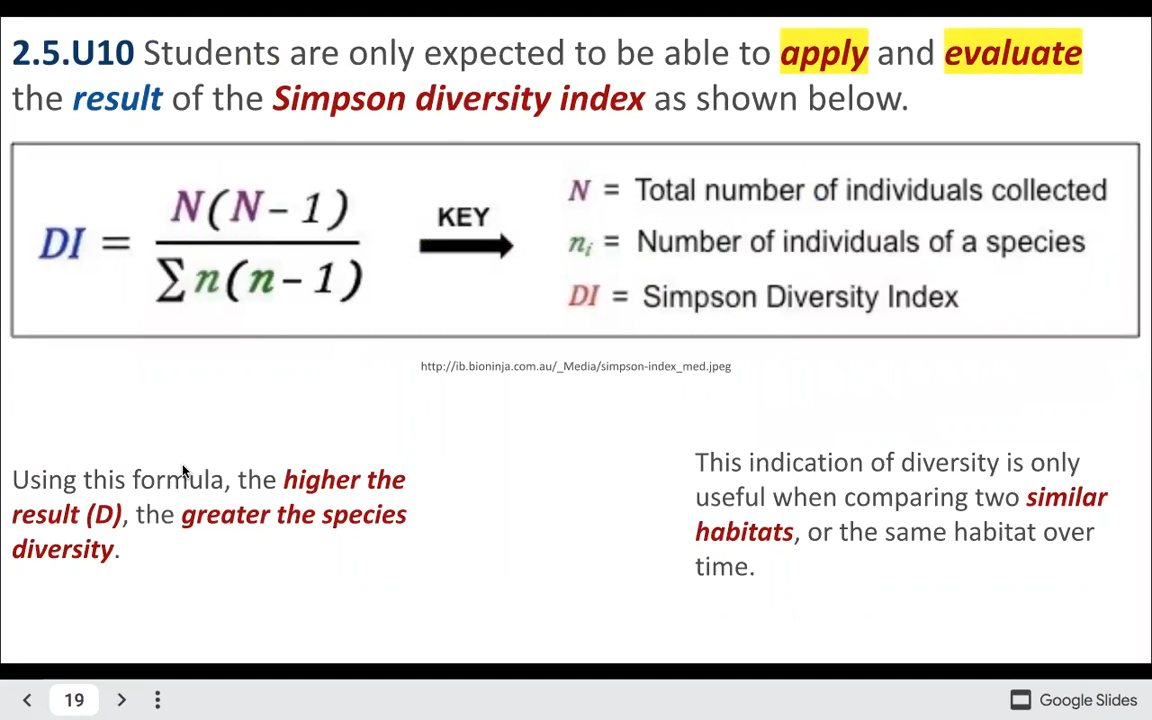 2.5.U10 Students are only expected to be able to apply and evaluate
the result of the Simpson diversity index as shown below.
DI = N(N – 1) / Σ n(n – 1)
KEY
N = Total number of individuals collected
nᵢ = Number of individuals of a species
DI = Simpson Diversity Index
http://ib.bioninja.com.au/_Media/simpson-index_med.jpeg
Using this formula, the higher the
result (D), the greater the species
diversity.
This indication of diversity is only
useful when comparing two similar
habitats, or the same habitat over
time.
19
Google Slides